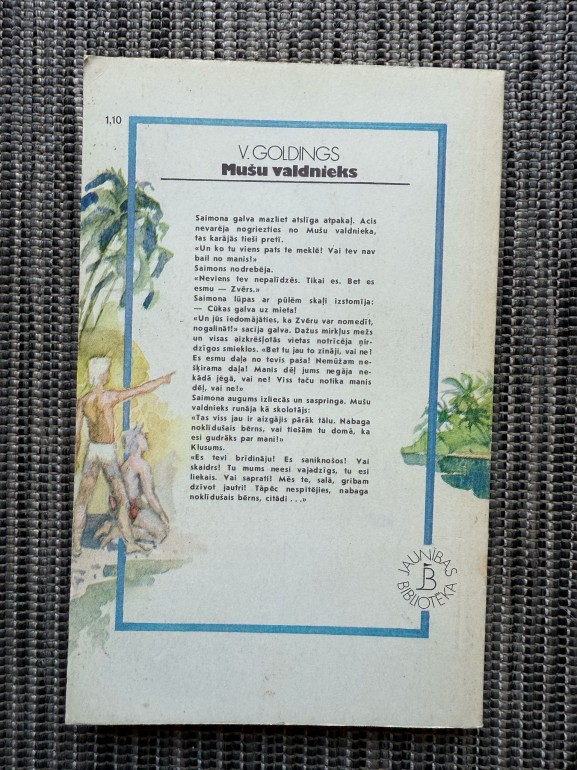 1,10
V. GOLDINGS
Mušu valdnieks
Saimona galva mazliet atslīga atpakaļ. Acis
nevarēja nogriezties no Mušu valdnieka,
tas karājās tieši pretī.
«Un ko tu viens pats te meklē! Vai tev nav
bail no manis!»
Saimons nodrebēja.
«Neviens tev nepalīdzēs. Tikai es. Bet es
esmu — Zvērs.»
Saimona lūpas ar pūlēm skaļi izstomīja:
— Cūkas galva uz mieta!
«Un jūs iedomājāties, ka Zvēru var nomedīt,
nogalināt!» sacīja galva. Dažus mirkļus mežs
un visas aizkrēšļotās vietas notrīcēja ņir-
dzīgos smieklos. «Bet tu jau to zināji, vai ne!
Es esmu daļa no tevis paša! Nemūžam ne-
šķirama daļa! Manis dēļ jums negāja ne-
kādā jēgā, vai ne! Viss taču notika manis
dēļ, vai ne!»
Saimona augums izliecās un saspringa. Mušu
valdnieks runāja kā skolotājs:
«Tas viss jau ir aizgājis pārāk tālu. Nabaga
noklīdušais bērns, vai tiešām tu domā, ka
esi gudrāks par mani!»
Klusums.
«Es tevi brīdināju! Es saniknošos! Vai
skaidrs! Tu mums neesi vajadzīgs, tu esi
liekais. Vai saprati! Mēs te, salā, gribam
dzīvot jautri! Tāpēc nespītējies, nabaga
noklīdušais bērns, citādi . . .»
JAUNĪBAS
JB
BIBLIOTĒKA